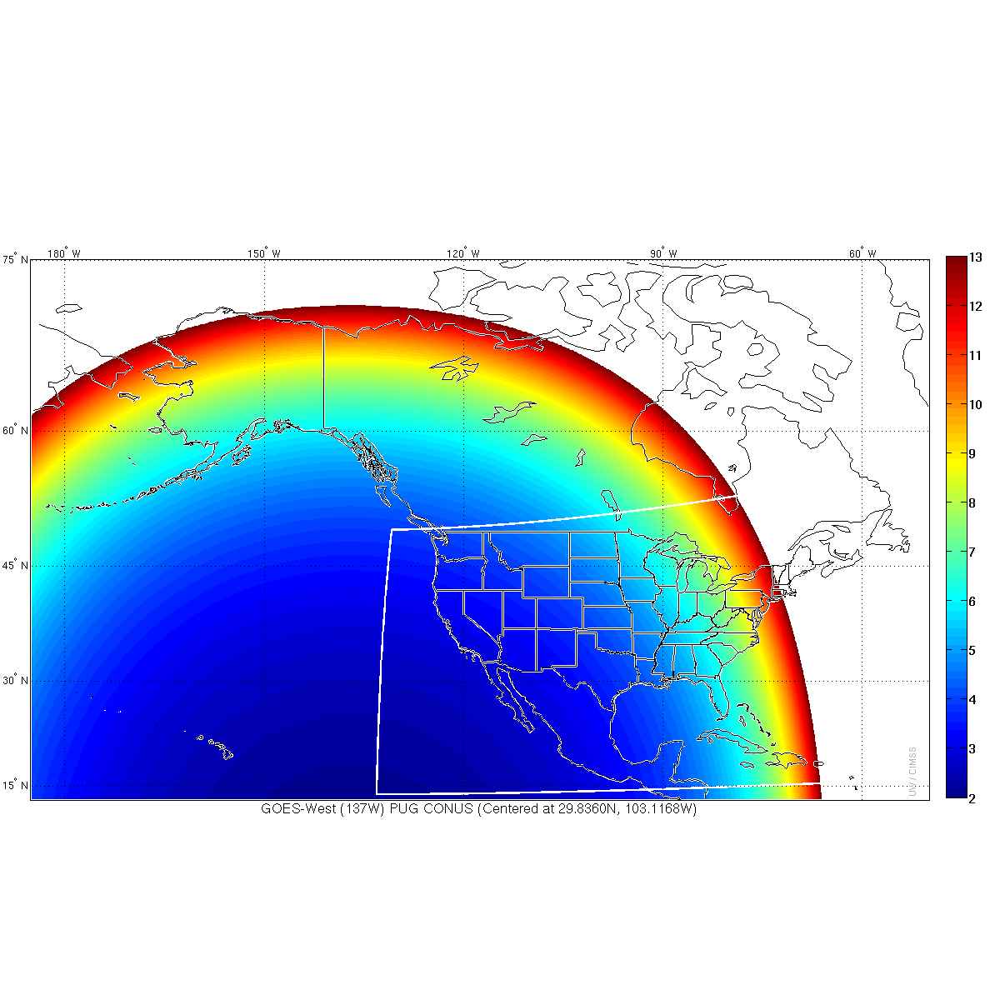 180° W 150° W 120° W 90° W 60° W
75° N
60° N
45° N
30° N
15° N
13
12
11
10
9
8
7
6
5
4
3
2
UW / CIMSS
GOES-West (137W) PUG CONUS (Centered at 29.8360N, 103.1168W)